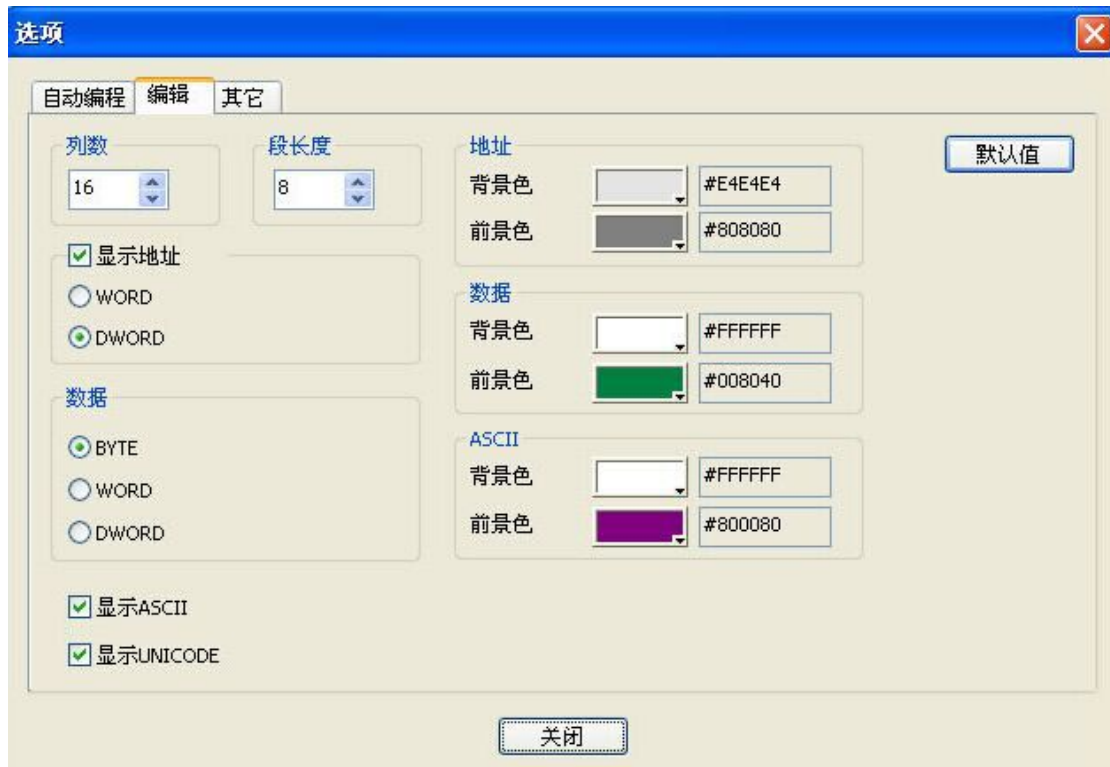 选项
自动编程 编辑 其它
列数
16
段长度
8
显示地址
WORD
DWORD
数据
BYTE
WORD
DWORD
显示ASCII
显示UNICODE
地址
背景色 #E4E4E4
前景色 #808080
数据
背景色 #FFFFFF
前景色 #008040
ASCII
背景色 #FFFFFF
前景色 #800080
默认值
关闭